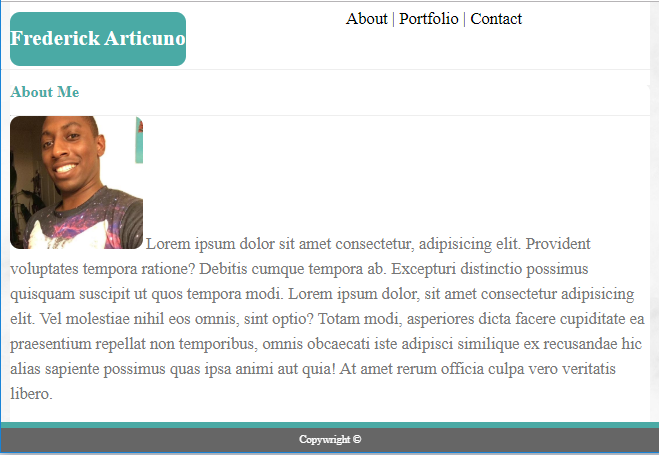 Frederick Articuno
About | Portfolio | Contact
About Me
Lorem ipsum dolor sit amet consectetur, adipisicing elit. Provident
voluptates tempora ratione? Debitis cumque tempora ab. Excepturi distinctio possimus
quisquam suscipit ut quos tempora modi. Lorem ipsum dolor, sit amet consectetur adipisicing
elit. Vel molestiae nihil eos omnis, sint optio? Totam modi, asperiores dicta facere cupiditate ea
praesentium repellat non temporibus, omnis obcaecati iste adipisci similique ex recusandae hic
alias sapiente possimus quas ipsa animi aut quia! At amet rerum officia culpa vero veritatis
libero.
Copywright ©